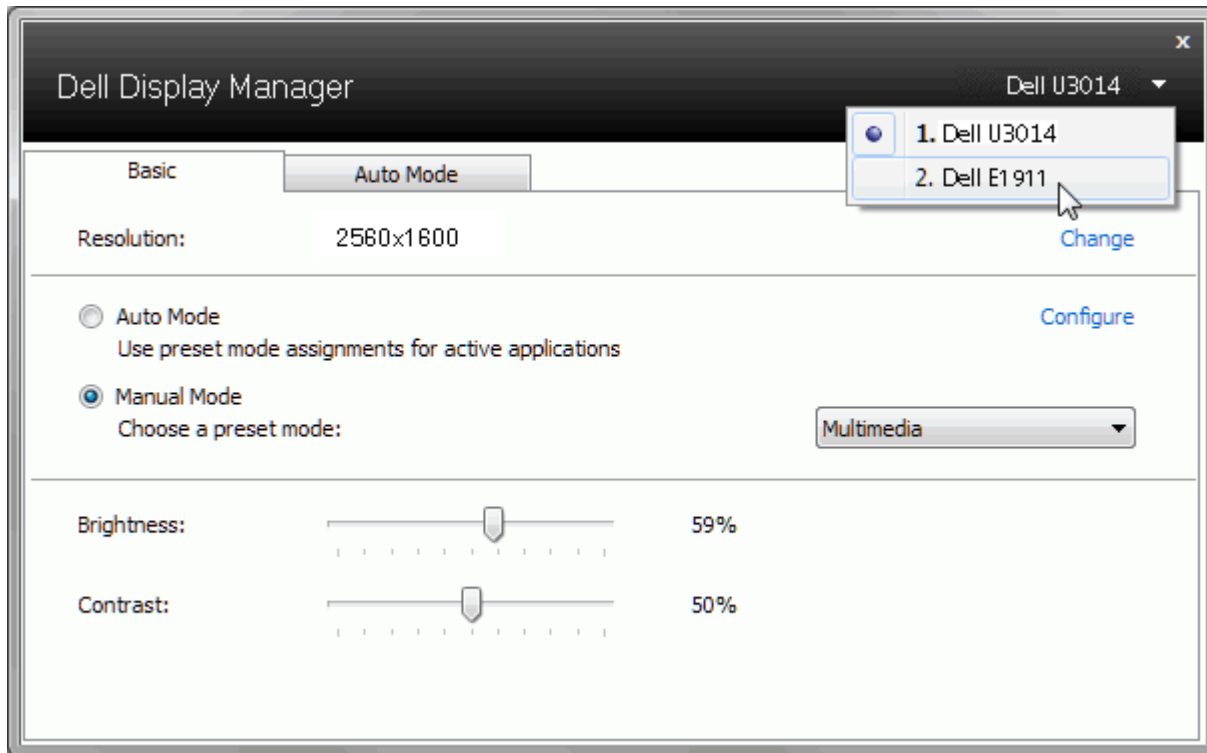 x
Dell Display Manager
Dell U3014
1. Dell U3014
2. Dell E1911
Basic
Auto Mode
Resolution:
2560x1600
Change
Auto Mode
Configure
Use preset mode assignments for active applications
Manual Mode
Choose a preset mode:
Multimedia
Brightness:
59%
Contrast:
50%